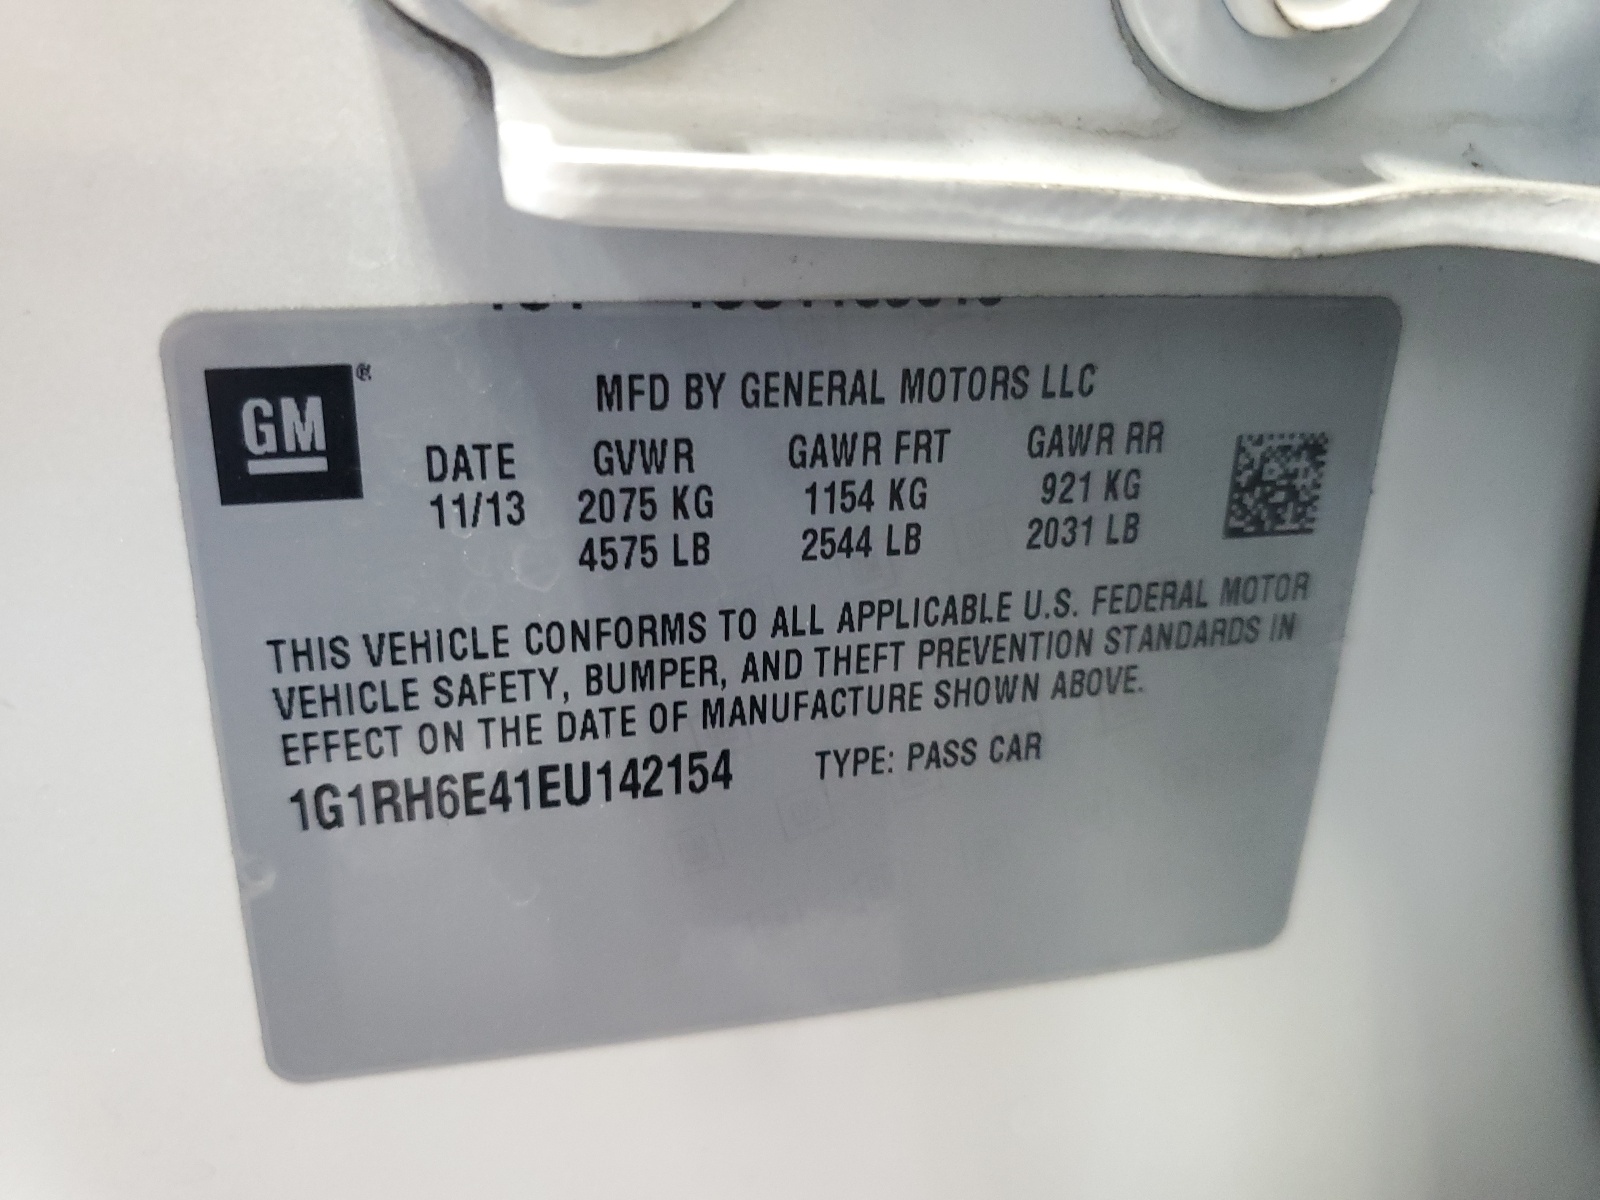 GM ®
MFD BY GENERAL MOTORS LLC
DATE GVWR GAWR FRT GAWR RR
11/13 2075 KG 1154 KG 921 KG
4575 LB 2544 LB 2031 LB
THIS VEHICLE CONFORMS TO ALL APPLICABLE U.S. FEDERAL MOTOR
VEHICLE SAFETY, BUMPER, AND THEFT PREVENTION STANDARDS IN
EFFECT ON THE DATE OF MANUFACTURE SHOWN ABOVE.
1G1RH6E41EU142154 TYPE: PASS CAR